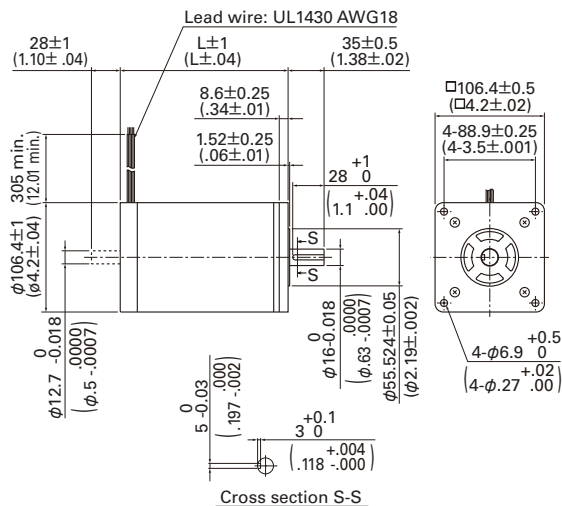 Lead wire: UL1430 AWG18
28±1
(1.10± .04)
L±1
(L±.04)
35±0.5
(1.38±.02)
8.6±0.25
(.34±.01)
1.52±0.25
(.06±.01)
+1
28 0
+.04
(1.1 .00)
305 min.
(12.01 min.)
ϕ106.4±1
(ø4.2±.04)
0
ϕ12.7 -0.018
.0000
(ϕ.5 -.0007)
S
S
0
ϕ16-0.018
.0000
(ϕ.63 -.0007)
ϕ55.524±0.05
(ϕ2.19±.002)
□106.4±0.5
(□4.2±.02)
4-88.9±0.25
(4-3.5±.001)
+0.5
4-ϕ6.9 0
+.02
(4-ϕ.27 .00)
0
5 -0.03
.000
(.197 -.002)
+0.1
3 0
+.004
(.118 -.000)
Cross section S-S